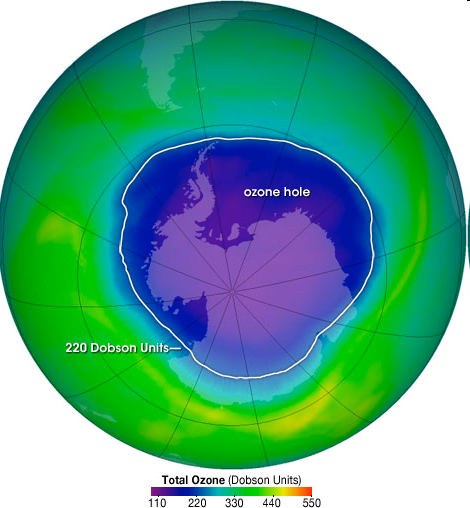 ozone hole
220 Dobson Units
Total Ozone (Dobson Units)
110 220 330 440 550